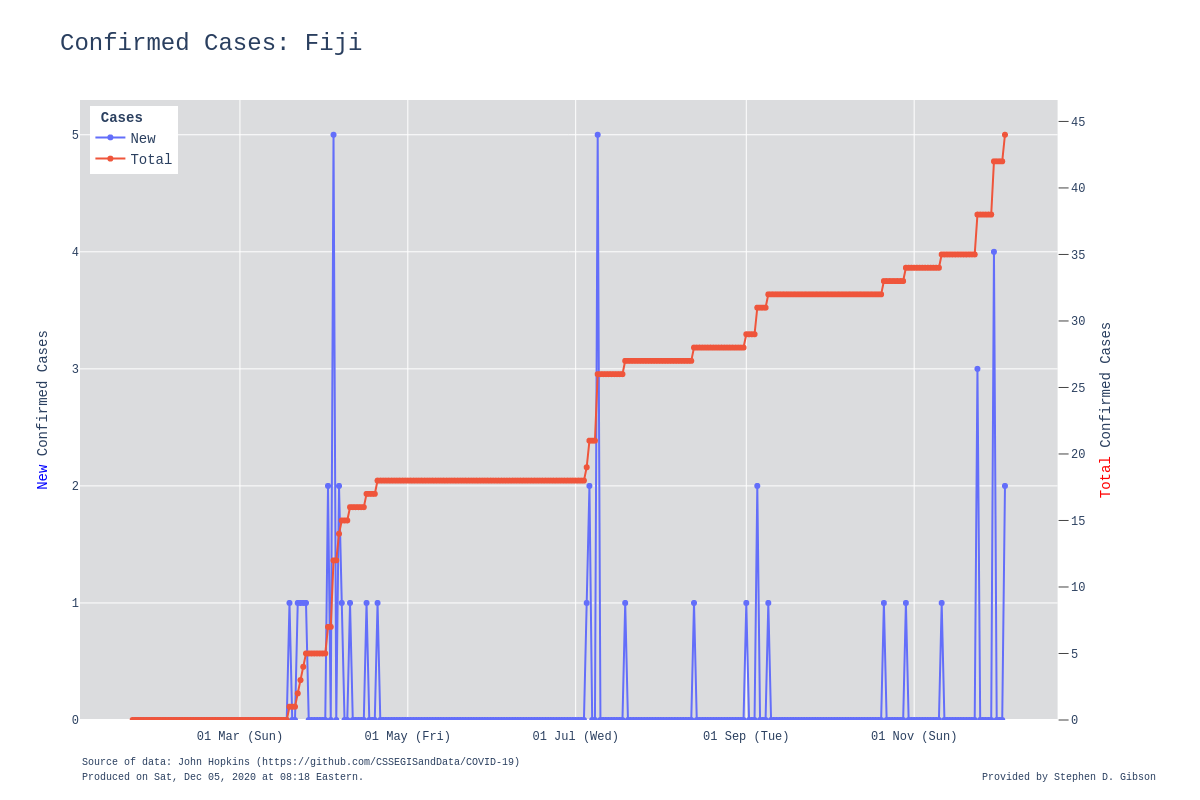 Confirmed Cases: Fiji
Cases
New
Total
5
4
3
2
1
0
45
40
35
30
25
20
15
10
5
0
New Confirmed Cases
Total Confirmed Cases
01 Mar (Sun)
01 May (Fri)
01 Jul (Wed)
01 Sep (Tue)
01 Nov (Sun)
Source of data: John Hopkins (https://github.com/CSSEGISandData/COVID-19)
Produced on Sat, Dec 05, 2020 at 08:18 Eastern.
Provided by Stephen D. Gibson